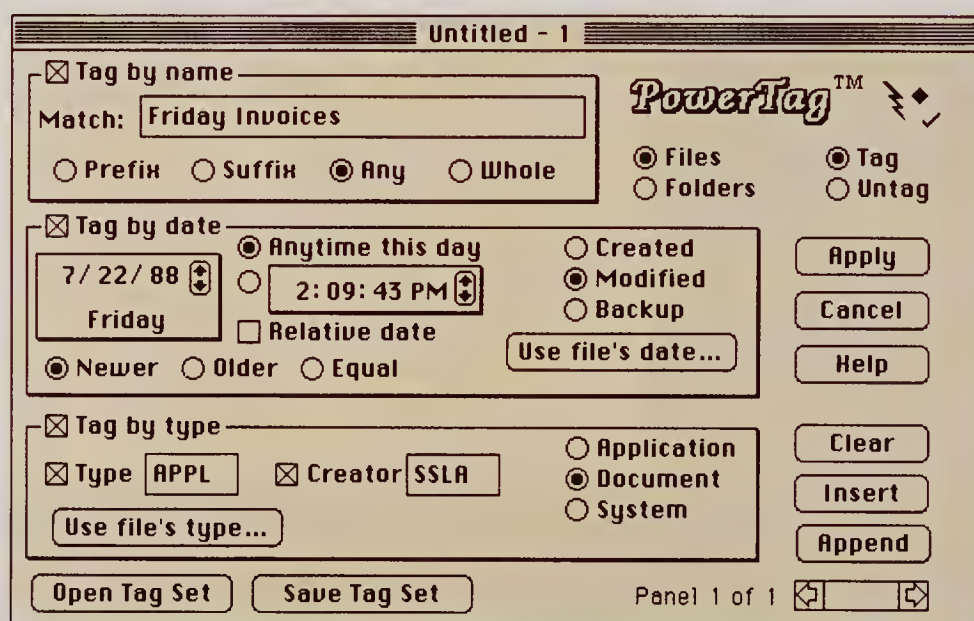 Untitled - 1
Tag by name
Match: Friday Invoices
Prefix Suffix Any Whole
PowerTag™
Files Tag
Folders Untag
Tag by date
7/22/88
Friday
Anytime this day
2:09:43 PM
Relative date
Newer Older Equal
Created
Modified
Backup
Use file's date...
Apply
Cancel
Help
Tag by type
Type APPL Creator SSLA
Use file's type...
Application
Document
System
Clear
Insert
Append
Open Tag Set Save Tag Set
Panel 1 of 1